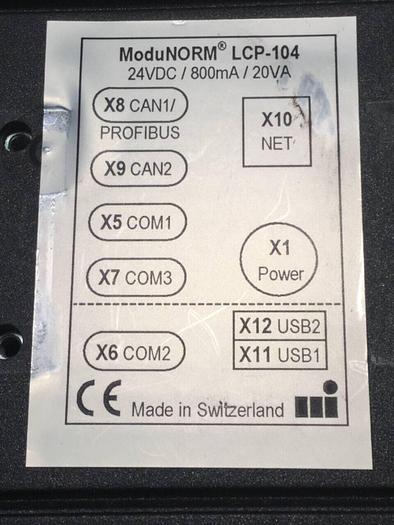 ModuNORM® LCP-104
24VDC / 800mA / 20VA
X8 CAN1/
PROFIBUS
X10
NET
X9 CAN2
X5 COM1
X1
Power
X7 COM3
X12 USB2
X6 COM2
X11 USB1
CE Made in Switzerland